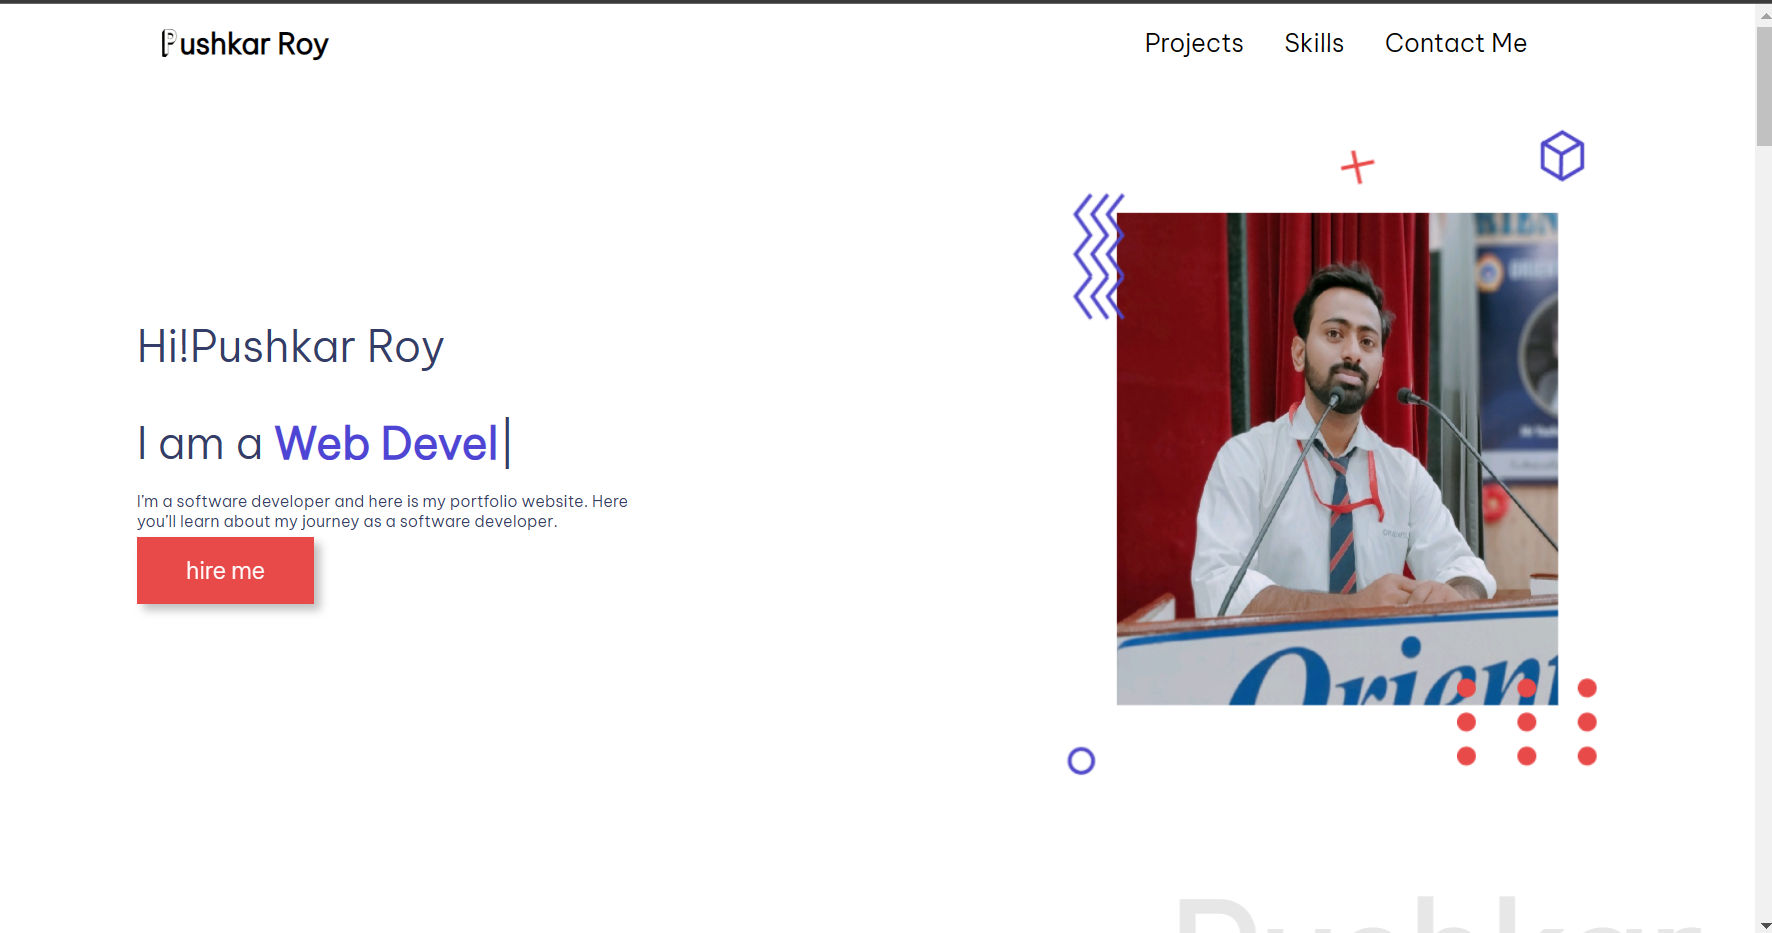 Pushkar Roy
Projects Skills Contact Me
Hi!Pushkar Roy
I am a Web Devel
I'm a software developer and here is my portfolio website. Here
you'll learn about my journey as a software developer.
hire me
Orient
Pushkar